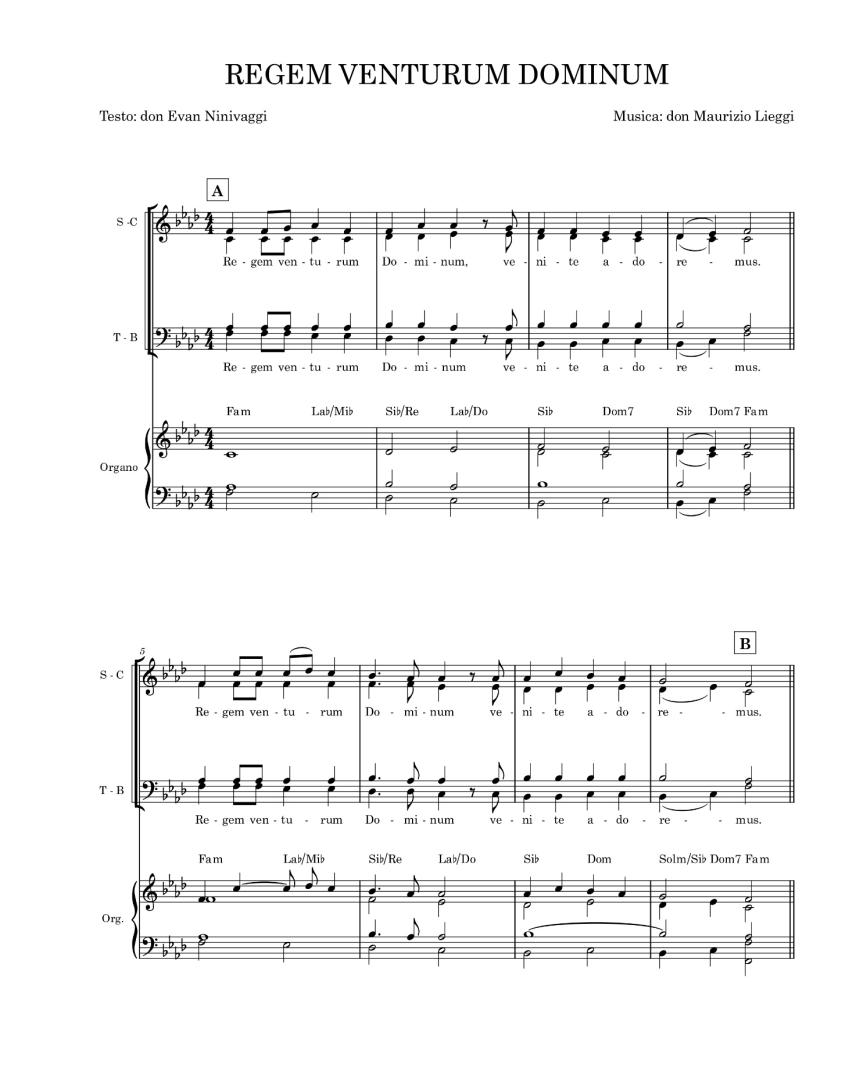 REGEM VENTURUM DOMINUM
Testo: don Evan Ninivaggi
Musica: don Maurizio Lieggi
A
S -C
Re - gem ven - tu - rum Do - mi - num, ve - ni - te a - do - re - mus.
T - B
Re - gem ven - tu - rum Do - mi - num ve - ni - te a - do - re - mus.
Fam Lab/Mib Sib/Re Lab/Do Sib Dom7 Sib Dom7 Fam
Organo
5
B
S - C
Re - gem ven - tu - rum Do - mi - num ve - ni - te a - do - re - - mus.
T - B
Re - gem ven - tu - rum Do - mi - num ve - ni - te a - do - re - - mus.
Fam Lab/Mib Sib/Re Lab/Do Sib Dom Solm/Sib Dom7 Fam
Org.